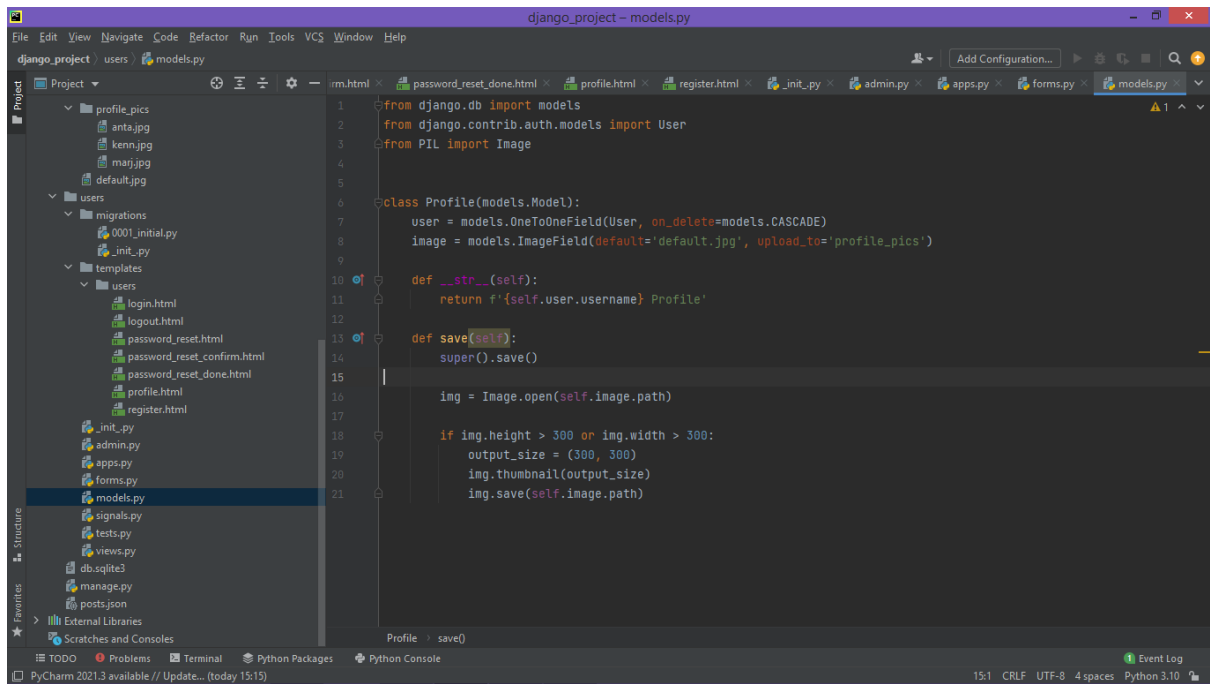 django_project – models.py
File Edit View Navigate Code Refactor Run Tools VCS Window Help
django_project users models.py Add Configuration...
Project rm.html password_reset_done.html profile.html register.html _init_.py admin.py apps.py forms.py models.py
Project
profile_pics
anta.jpg
kenn.jpg
marj.jpg
default.jpg
users
migrations
0001_initial.py
_init_.py
templates
users
login.html
logout.html
password_reset.html
password_reset_confirm.html
password_reset_done.html
profile.html
register.html
_init_.py
admin.py
apps.py
forms.py
models.py
signals.py
tests.py
views.py
db.sqlite3
manage.py
posts.json
External Libraries
Scratches and Consoles
Structure
Favorites
1 from django.db import models
2 from django.contrib.auth.models import User
3 from PIL import Image
4
5
6 class Profile(models.Model):
7 user = models.OneToOneField(User, on_delete=models.CASCADE)
8 image = models.ImageField(default='default.jpg', upload_to='profile_pics')
9
10 def __str__(self):
11 return f'{self.user.username} Profile'
12
13 def save(self):
14 super().save()
15
16 img = Image.open(self.image.path)
17
18 if img.height > 300 or img.width > 300:
19 output_size = (300, 300)
20 img.thumbnail(output_size)
21 img.save(self.image.path)
1
Profile save()
TODO Problems Terminal Python Packages Python Console 1 Event Log
PyCharm 2021.3 available // Update... (today 15:15) 15:1 CRLF UTF-8 4 spaces Python 3.10